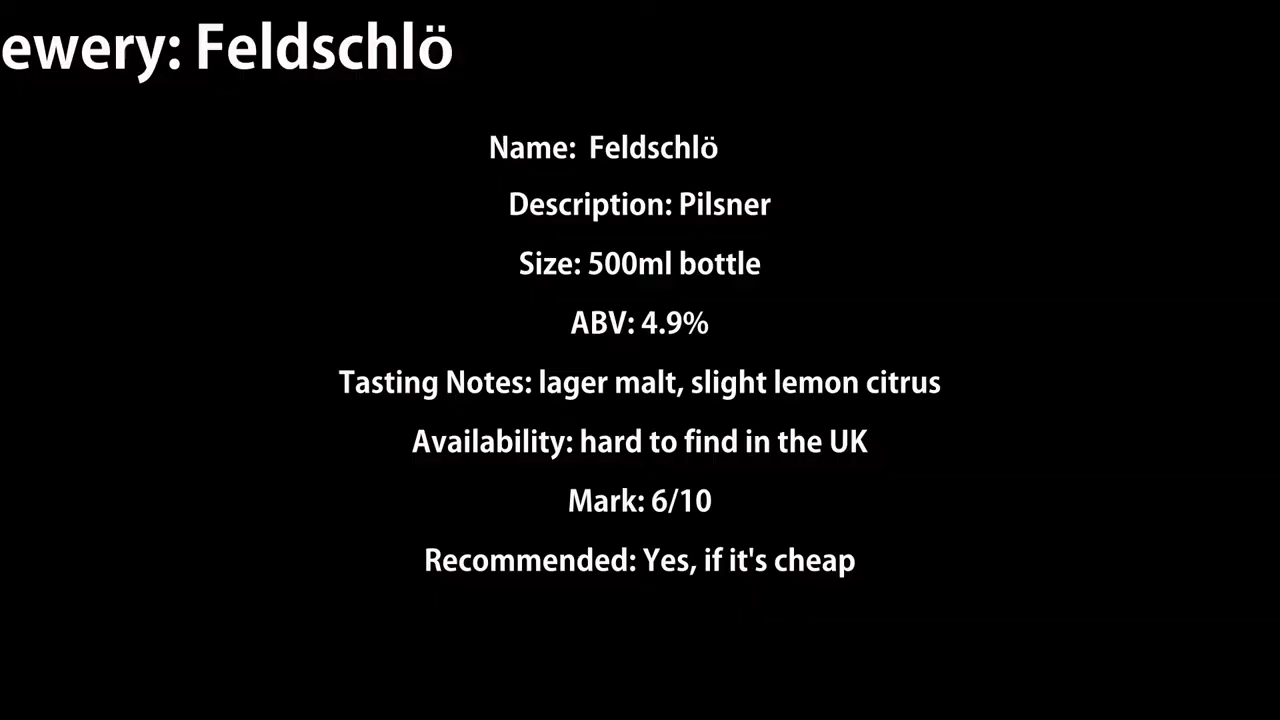 ewery: Feldschlö
Name: Feldschlö
Description: Pilsner
Size: 500ml bottle
ABV: 4.9%
Tasting Notes: lager malt, slight lemon citrus
Availability: hard to find in the UK
Mark: 6/10
Recommended: Yes, if it's cheap